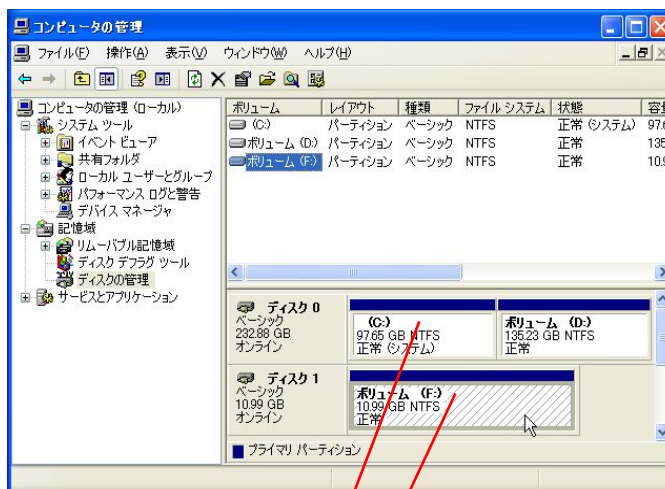 コンピュータの管理
ファイル(F) 操作(A) 表示(V) ウィンドウ(W) ヘルプ(H)
コンピュータの管理 (ローカル)
システム ツール
イベント ビューア
共有フォルダ
ローカル ユーザーとグループ
パフォーマンス ログと警告
デバイス マネージャ
記憶域
リムーバブル記憶域
ディスク デフラグ ツール
ディスクの管理
サービスとアプリケーション
ボリューム レイアウト 種類 ファイル システム 状態
(C:) パーティション ベーシック NTFS 正常 (システム)
ボリューム (D:) パーティション ベーシック NTFS 正常
ボリューム (F:) パーティション ベーシック NTFS 正常
ディスク 0
ベーシック
232.88 GB
オンライン
(C:)
97.65 GB NTFS
正常 (システム)
ボリューム (D:)
135.23 GB NTFS
正常
ディスク 1
ベーシック
10.99 GB
オンライン
ボリューム (F:)
10.99 GB NTFS
正常
プライマリ パーティション